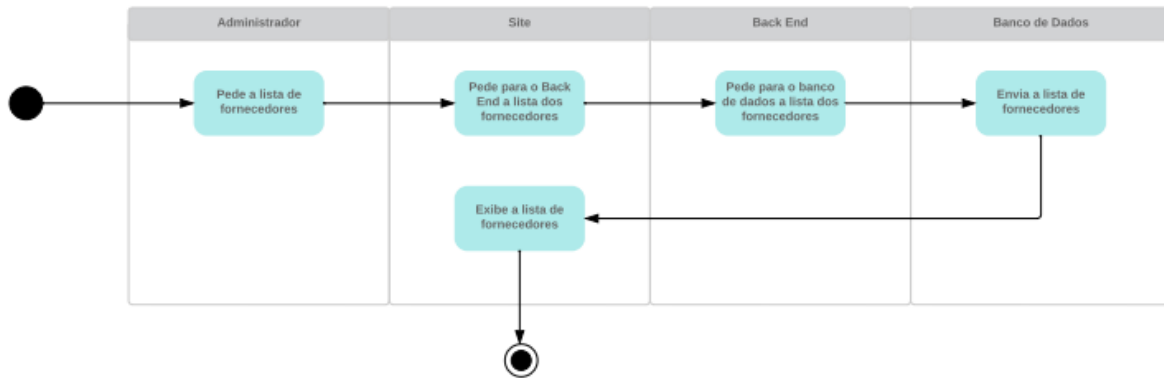 Administrador
Site
Back End
Banco de Dados
Pede a lista de
fornecedores
Pede para o Back
End a lista dos
fornecedores
Pede para o banco
de dados a lista dos
fornecedores
Envia a lista de
fornecedores
Exibe a lista de
fornecedores